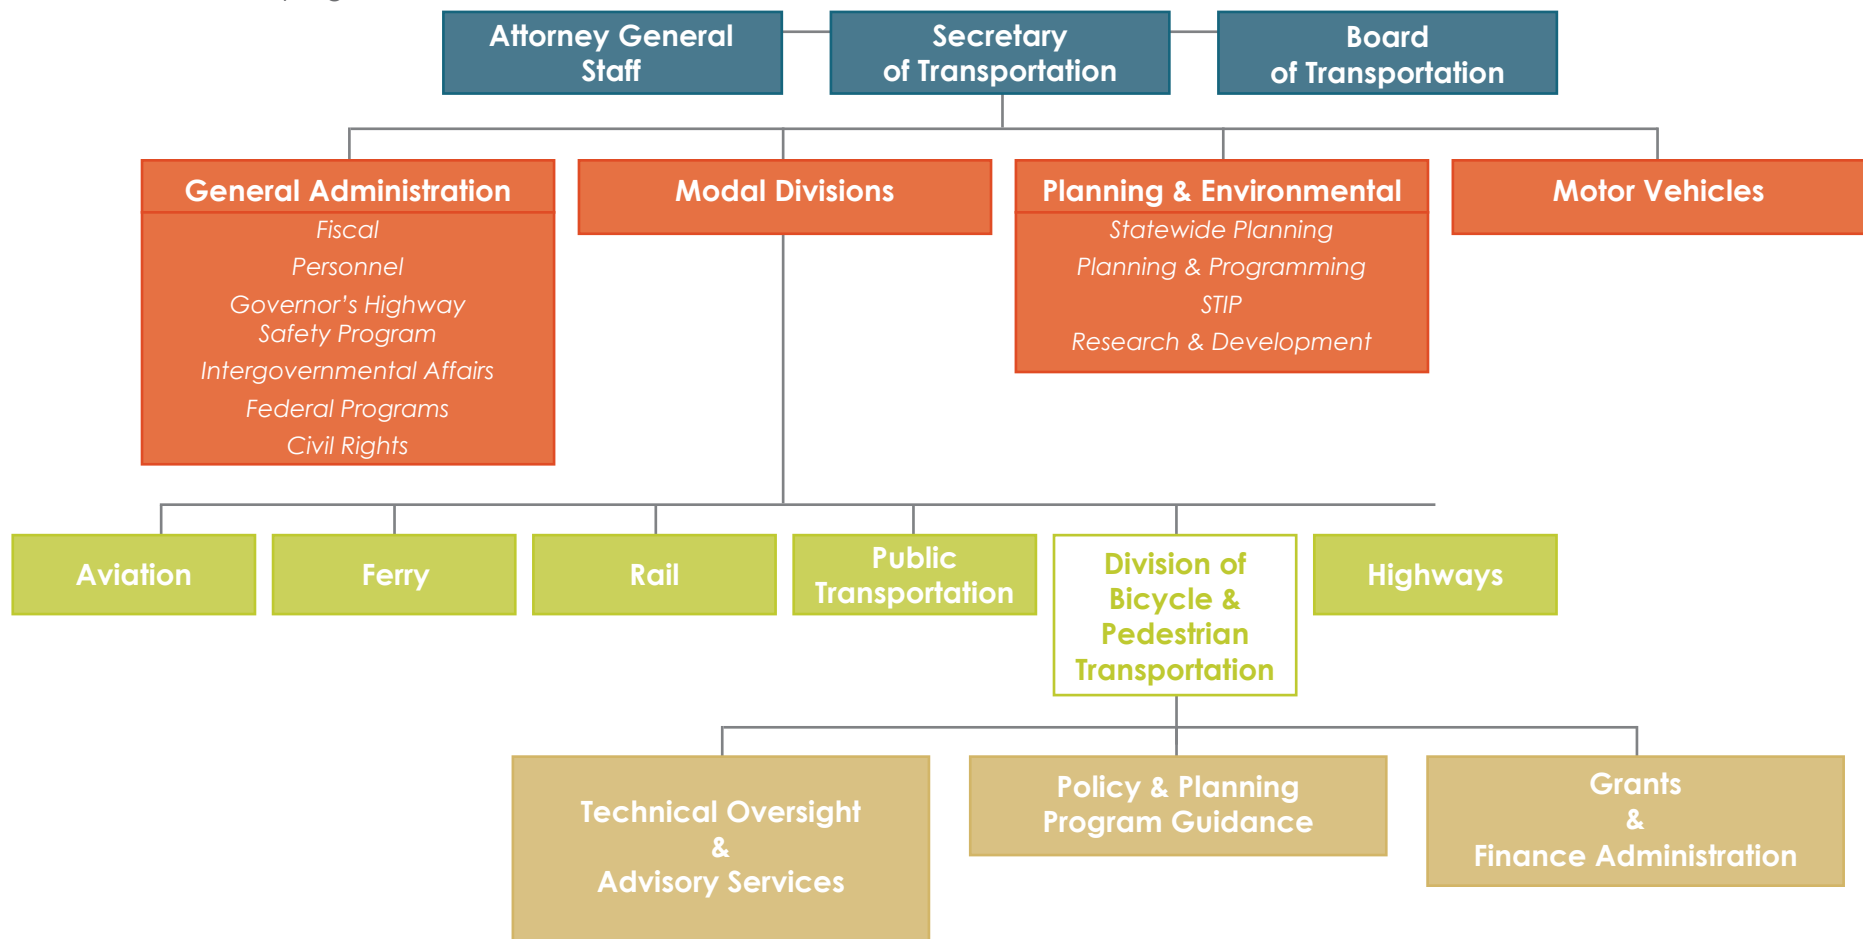 Attorney General
Staff
Secretary
of Transportation
Board
of Transportation
General Administration
Fiscal
Personnel
Governor's Highway
Safety Program
Intergovernmental Affairs
Federal Programs
Civil Rights
Modal Divisions
Planning & Environmental
Statewide Planning
Planning & Programming
STIP
Research & Development
Motor Vehicles
Aviation
Ferry
Rail
Public
Transportation
Division of
Bicycle &
Pedestrian
Transportation
Highways
Technical Oversight
&
Advisory Services
Policy & Planning
Program Guidance
Grants
&
Finance Administration